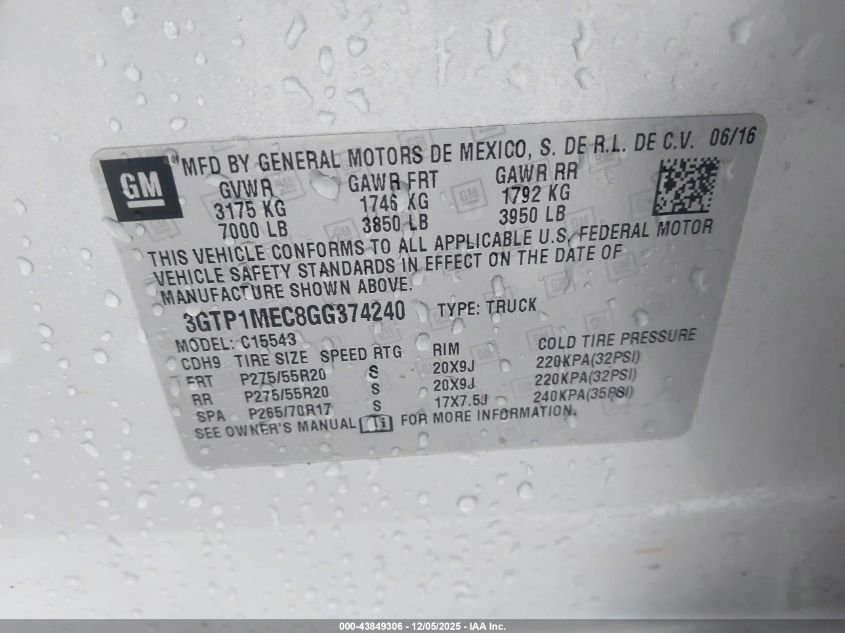 GM ® MFD BY GENERAL MOTORS DE MEXICO, S. DE R.L. DE C.V. 06/16
GVWR GAWR FRT GAWR RR
3175 KG 1746 KG 1792 KG
7000 LB 3850 LB 3950 LB
THIS VEHICLE CONFORMS TO ALL APPLICABLE U.S. FEDERAL MOTOR
VEHICLE SAFETY STANDARDS IN EFFECT ON THE DATE OF
MANUFACTURE SHOWN ABOVE.
3GTP1MEC8GG374240 TYPE: TRUCK
MODEL: C15543
CDH9 TIRE SIZE SPEED RTG RIM COLD TIRE PRESSURE
FRT P275/55R20 S 20X9J 220KPA(32PSI)
RR P275/55R20 S 20X9J 220KPA(32PSI)
SPA P265/70R17 S 17X7.5J 240KPA(35PSI)
SEE OWNER'S MANUAL FOR MORE INFORMATION.
000-43849306 - 12/05/2025 - IAA Inc.